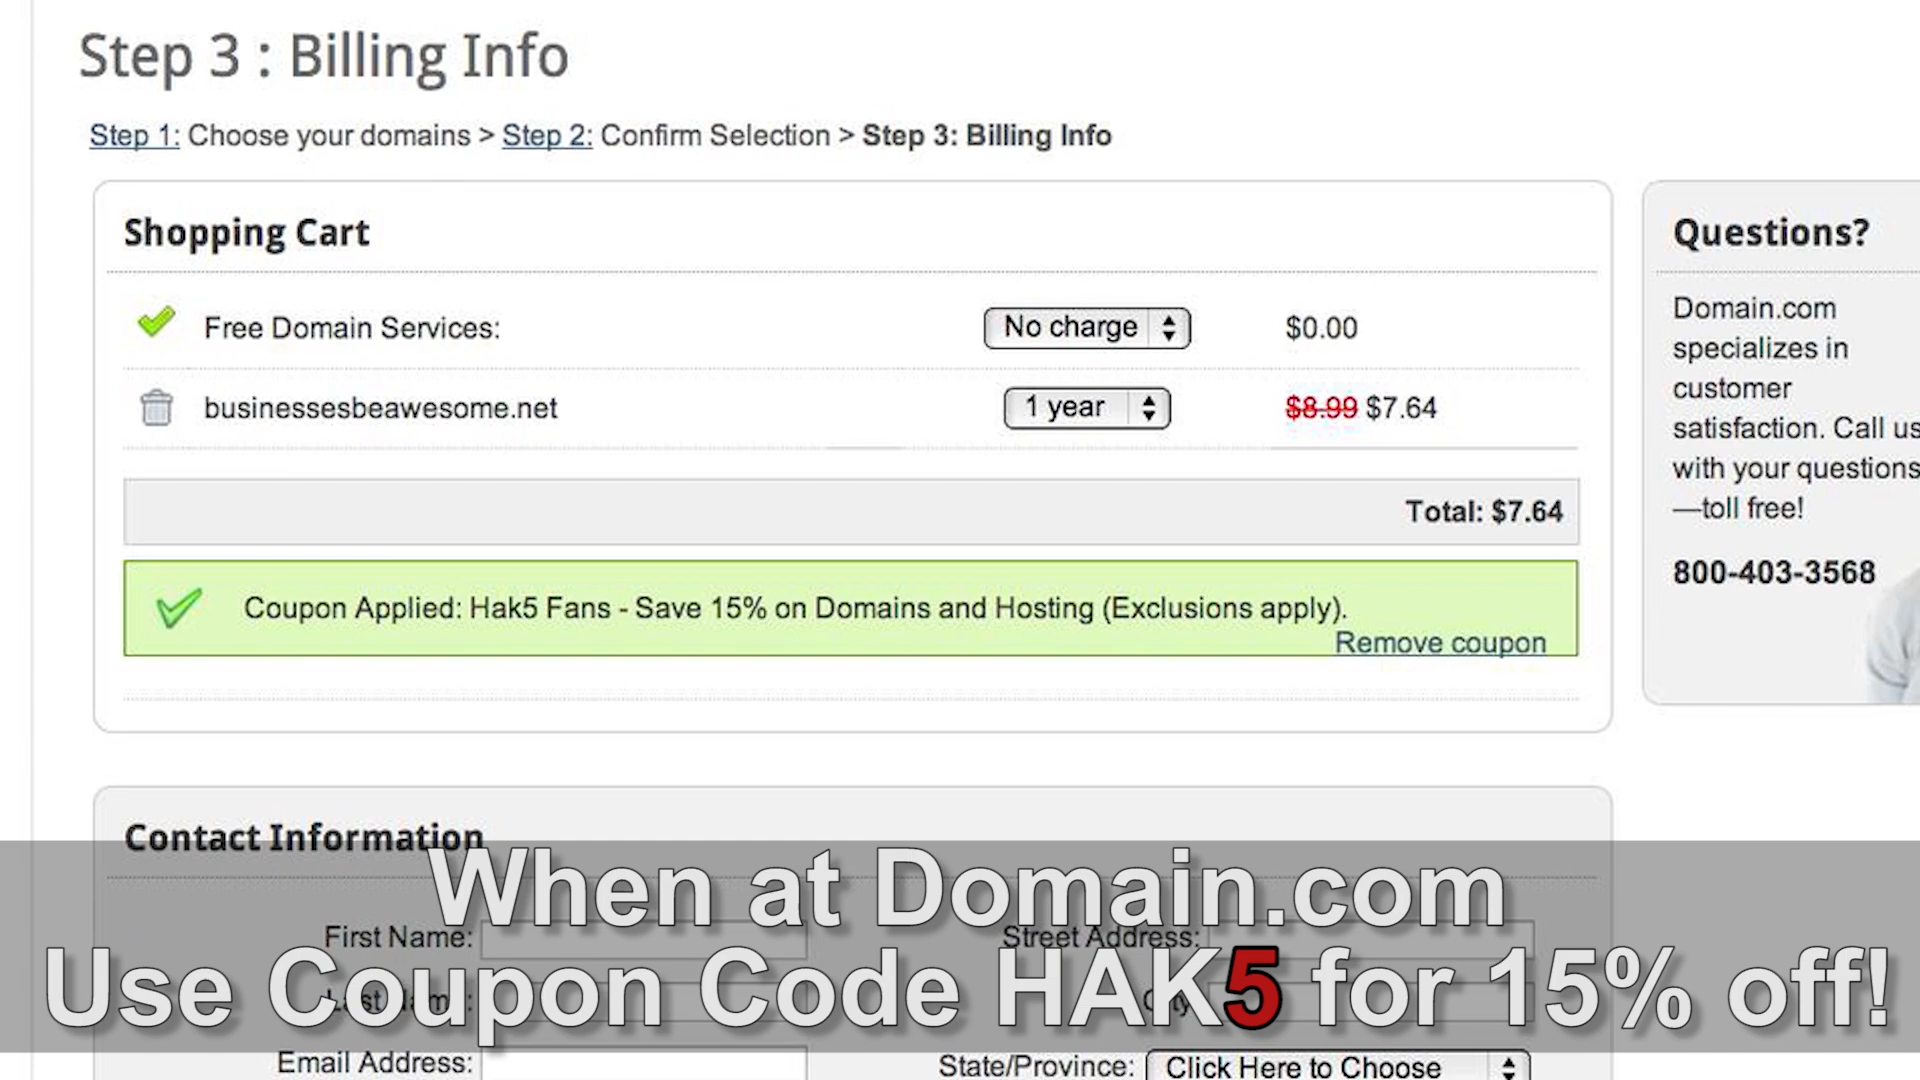 Step 3 : Billing Info
Step 1: Choose your domains > Step 2: Confirm Selection > Step 3: Billing Info
Shopping Cart
Free Domain Services: No charge $0.00
businessesbeawesome.net 1 year $8.99 $7.64
Total: $7.64
Coupon Applied: Hak5 Fans - Save 15% on Domains and Hosting (Exclusions apply).
Remove coupon
Questions?
Domain.com
specializes in
customer
satisfaction. Call us
with your questions
—toll free!
800-403-3568
Contact Information
First Name: Street Address:
Last Name: City
Email Address: State/Province: Click Here to Choose
When at Domain.com
Use Coupon Code HAK5 for 15% off!